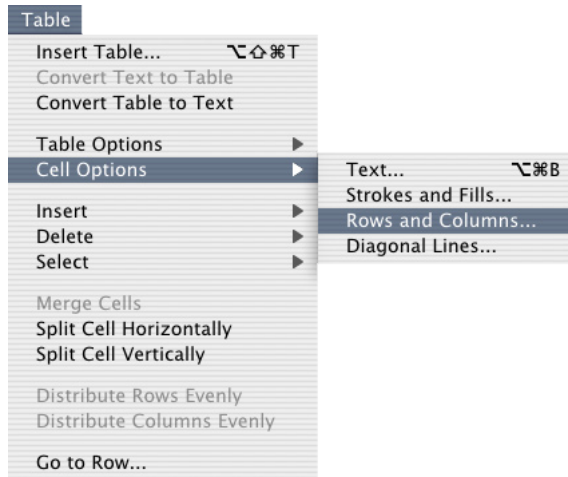 Table
Insert Table... ⌥⇧⌘T
Convert Text to Table
Convert Table to Text
Table Options
Cell Options
Insert
Delete
Select
Merge Cells
Split Cell Horizontally
Split Cell Vertically
Distribute Rows Evenly
Distribute Columns Evenly
Go to Row...
Text... ⌥⌘B
Strokes and Fills...
Rows and Columns...
Diagonal Lines...